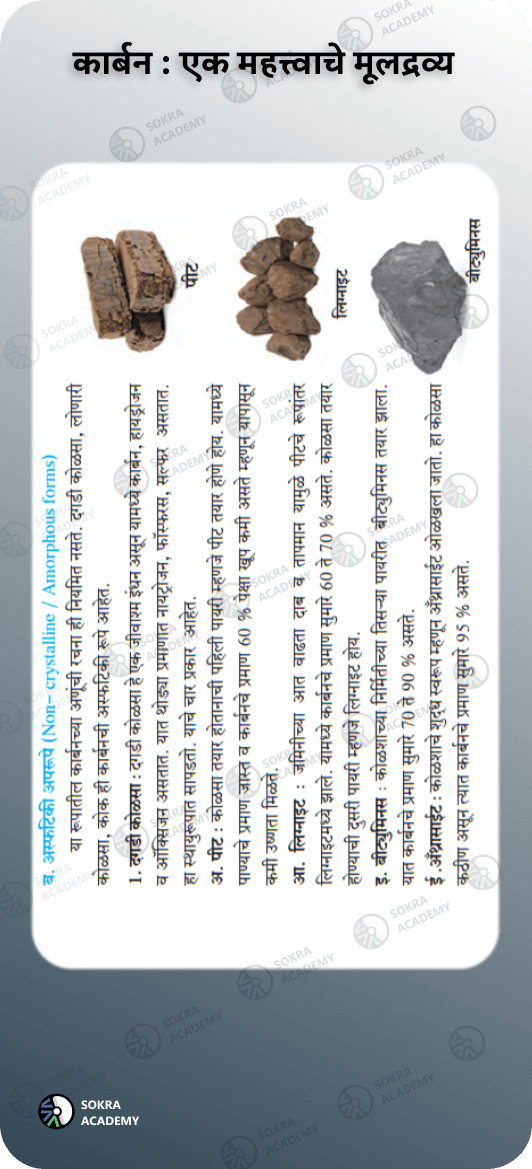 कार्बन : एक महत्त्वाचे मूलद्रव्य
ब. अस्फटिकी अपरूपे (Non- crystalline / Amorphous forms)
या रूपातील कार्बनच्या अणूंची रचना ही नियमित नसते. दगडी कोळसा, लोणारी
कोळसा, कोक ही कार्बनची अस्फटिकी रूपे आहेत.
1. दगडी कोळसा : दगडी कोळसा हे एक जीवाश्म इंधन असून यामध्ये कार्बन, हायड्रोजन
व ऑक्सिजन असतात. यात थोड्या प्रमाणात नायट्रोजन, फॉस्फरस, सल्फर असतात.
हा स्थायुरूपात सापडतो. याचे चार प्रकार आहेत.
अ. पीट : कोळसा तयार होतानाची पहिली पायरी म्हणजे पीट तयार होणे होय. यामध्ये
पाण्याचे प्रमाण जास्त व कार्बनचे प्रमाण 60 % पेक्षा खूप कमी असते म्हणून यापासून
कमी उष्णता मिळते.
आ. लिग्नाइट : जमिनीच्या आत वाढता दाब व तापमान यामुळे पीटचे रूपांतर
लिग्नाइटमध्ये झाले. यामध्ये कार्बनचे प्रमाण सुमारे 60 ते 70 % असते. कोळसा तयार
होण्याची दुसरी पायरी म्हणजे लिग्नाइट होय.
इ. बीट्युमिनस : कोळशाच्या निर्मितीच्या तिसऱ्या पायरीत बीट्युमिनस तयार झाला.
यात कार्बनचे प्रमाण सुमारे 70 ते 90 % असते.
ई .अँथ्रासाईट : कोळशाचे शुद्ध स्वरूप म्हणून अँथ्रासाईट ओळखला जातो. हा कोळसा
कठीण असून त्यात कार्बनचे प्रमाण सुमारे 95 % असते.
पीट
लिग्नाइट
बीट्युमिनस
SOKRA
ACADEMY